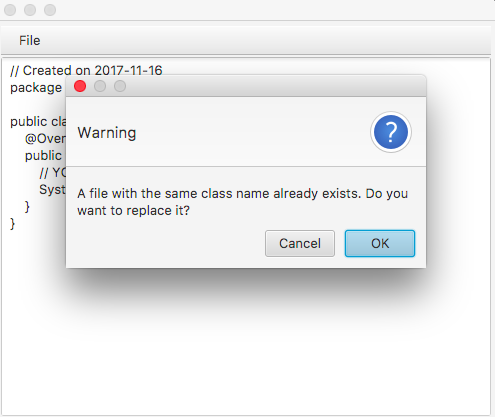 File
// Created on 2017-11-16
package
public cla
@Over
public
// YO
Syst
}
}
Warning
?
A file with the same class name already exists. Do you
want to replace it?
Cancel OK